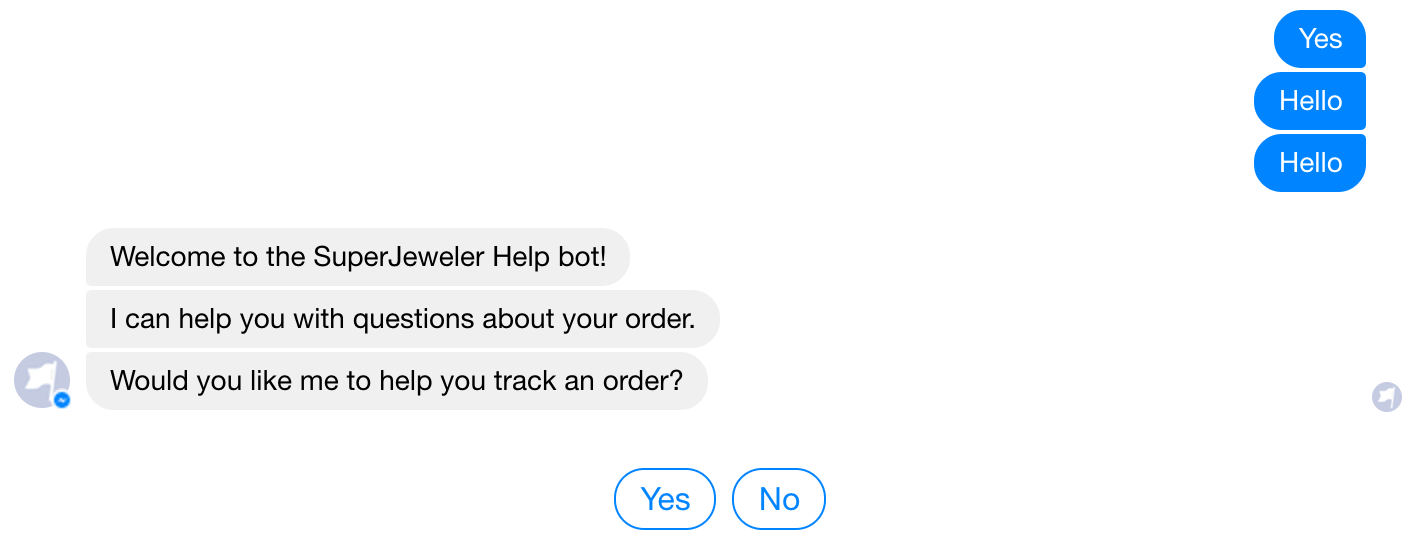 Yes
Hello
Hello
Welcome to the SuperJeweler Help bot!
I can help you with questions about your order.
Would you like me to help you track an order?
Yes
No